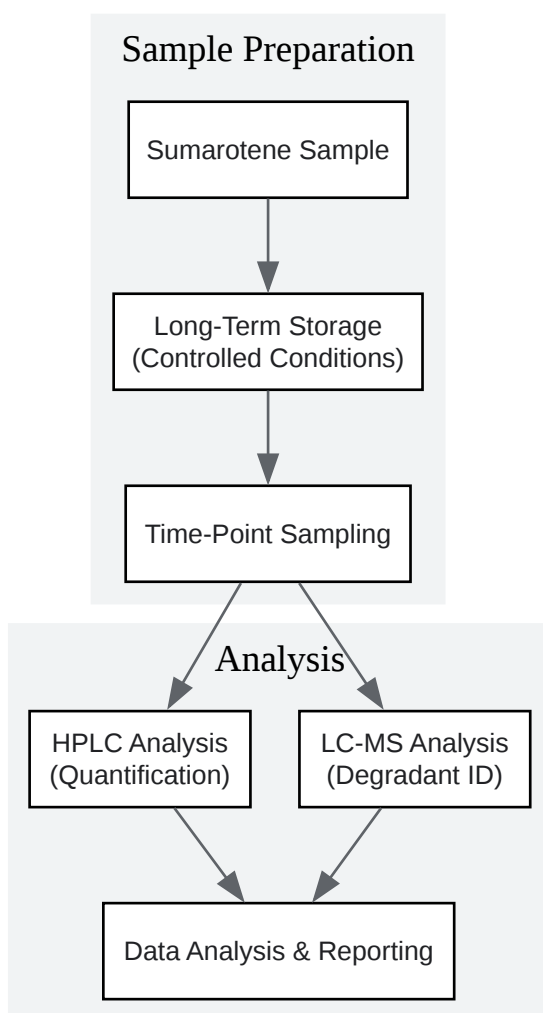 Sample Preparation
Sumarotene Sample
Long-Term Storage
(Controlled Conditions)
Time-Point Sampling
Analysis
HPLC Analysis
(Quantification)
LC-MS Analysis
(Degradant ID)
Data Analysis & Reporting